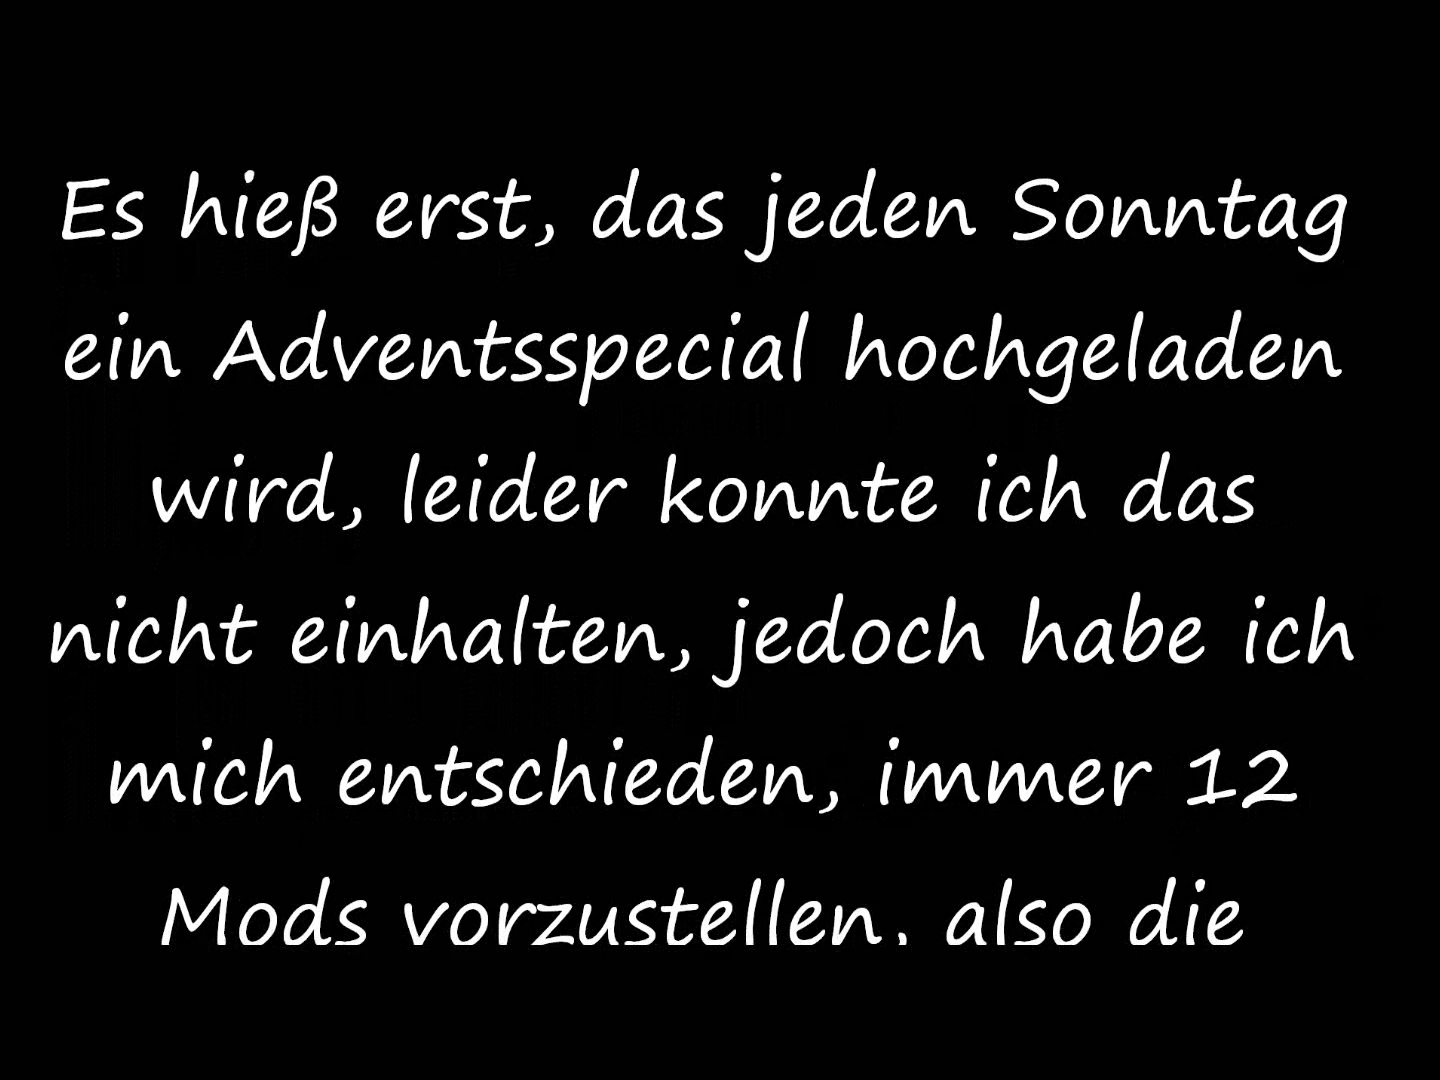 Es hieß erst, das jeden Sonntag
ein Adventsspecial hochgeladen
wird, leider konnte ich das
nicht einhalten, jedoch habe ich
mich entschieden, immer 12
Mods vorzustellen, also die